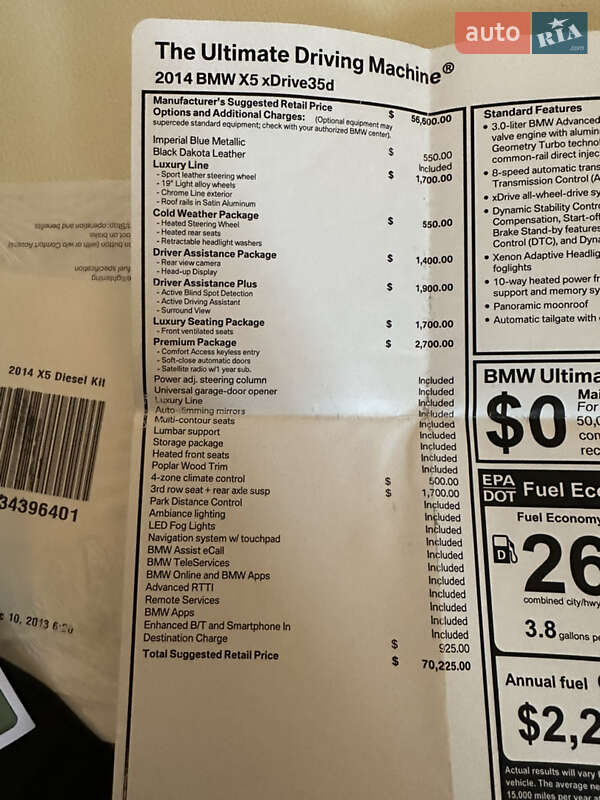 auto RIA .com
The Ultimate Driving Machine®
2014 BMW X5 xDrive35d
Manufacturer's Suggested Retail Price $ 56,600.00
Options and Additional Charges: (Optional equipment may
supercede standard equipment; check with your authorized BMW center).
Imperial Blue Metallic $ 550.00
Black Dakota Leather Included
Luxury Line $ 1,700.00
- Sport leather steering wheel
- 19" Light alloy wheels
- Chrome Line exterior
- Roof rails in Satin Aluminum
Cold Weather Package $ 550.00
- Heated Steering Wheel
- Heated rear seats
- Retractable headlight washers
Driver Assistance Package $ 1,400.00
- Rear view camera
- Head-up Display
Driver Assistance Plus $ 1,900.00
- Active Blind Spot Detection
- Active Driving Assistant
- Surround View
Luxury Seating Package $ 1,700.00
- Front ventilated seats
Premium Package $ 2,700.00
- Comfort Access keyless entry
- Soft-close automatic doors
- Satellite radio w/1 year sub.
Power adj. steering column Included
Universal garage-door opener Included
Luxury Line Included
Auto-dimming mirrors Included
Multi-contour seats Included
Lumbar support Included
Storage package Included
Heated front seats Included
Poplar Wood Trim Included
4-zone climate control $ 500.00
3rd row seat + rear axle susp $ 1,700.00
Park Distance Control Included
Ambiance lighting Included
LED Fog Lights Included
Navigation system w/ touchpad Included
BMW Assist eCall Included
BMW TeleServices Included
BMW Online and BMW Apps Included
Advanced RTTI Included
Remote Services Included
BMW Apps Included
Enhanced B/T and Smartphone In Included
Destination Charge $ 925.00
Total Suggested Retail Price $ 70,225.00
Standard Features
• 3.0-liter BMW Advanced
valve engine with alumin
Geometry Turbo technol
common-rail direct injec
• 8-speed automatic trans
Transmission Control (A
• xDrive all-wheel-drive sy
• Dynamic Stability Contro
Compensation, Start-off
Brake Stand-by features
Control (DTC), and Dyna
• Xenon Adaptive Headlig
foglights
• 10-way heated power fr
support and memory sy
• Panoramic moonroof
• Automatic tailgate with
BMW Ultima
$0
Mai
For
50,0
con
rec
EPA
DOT Fuel Eco
Fuel Economy
D
26
combined city/hwy
3.8 gallons pe
Annual fuel
$2,2
Actual results will vary
vehicle. The average ne
15,000 miles per year at
2014 X5 Diesel Kit
34396401
10, 2013 6:20